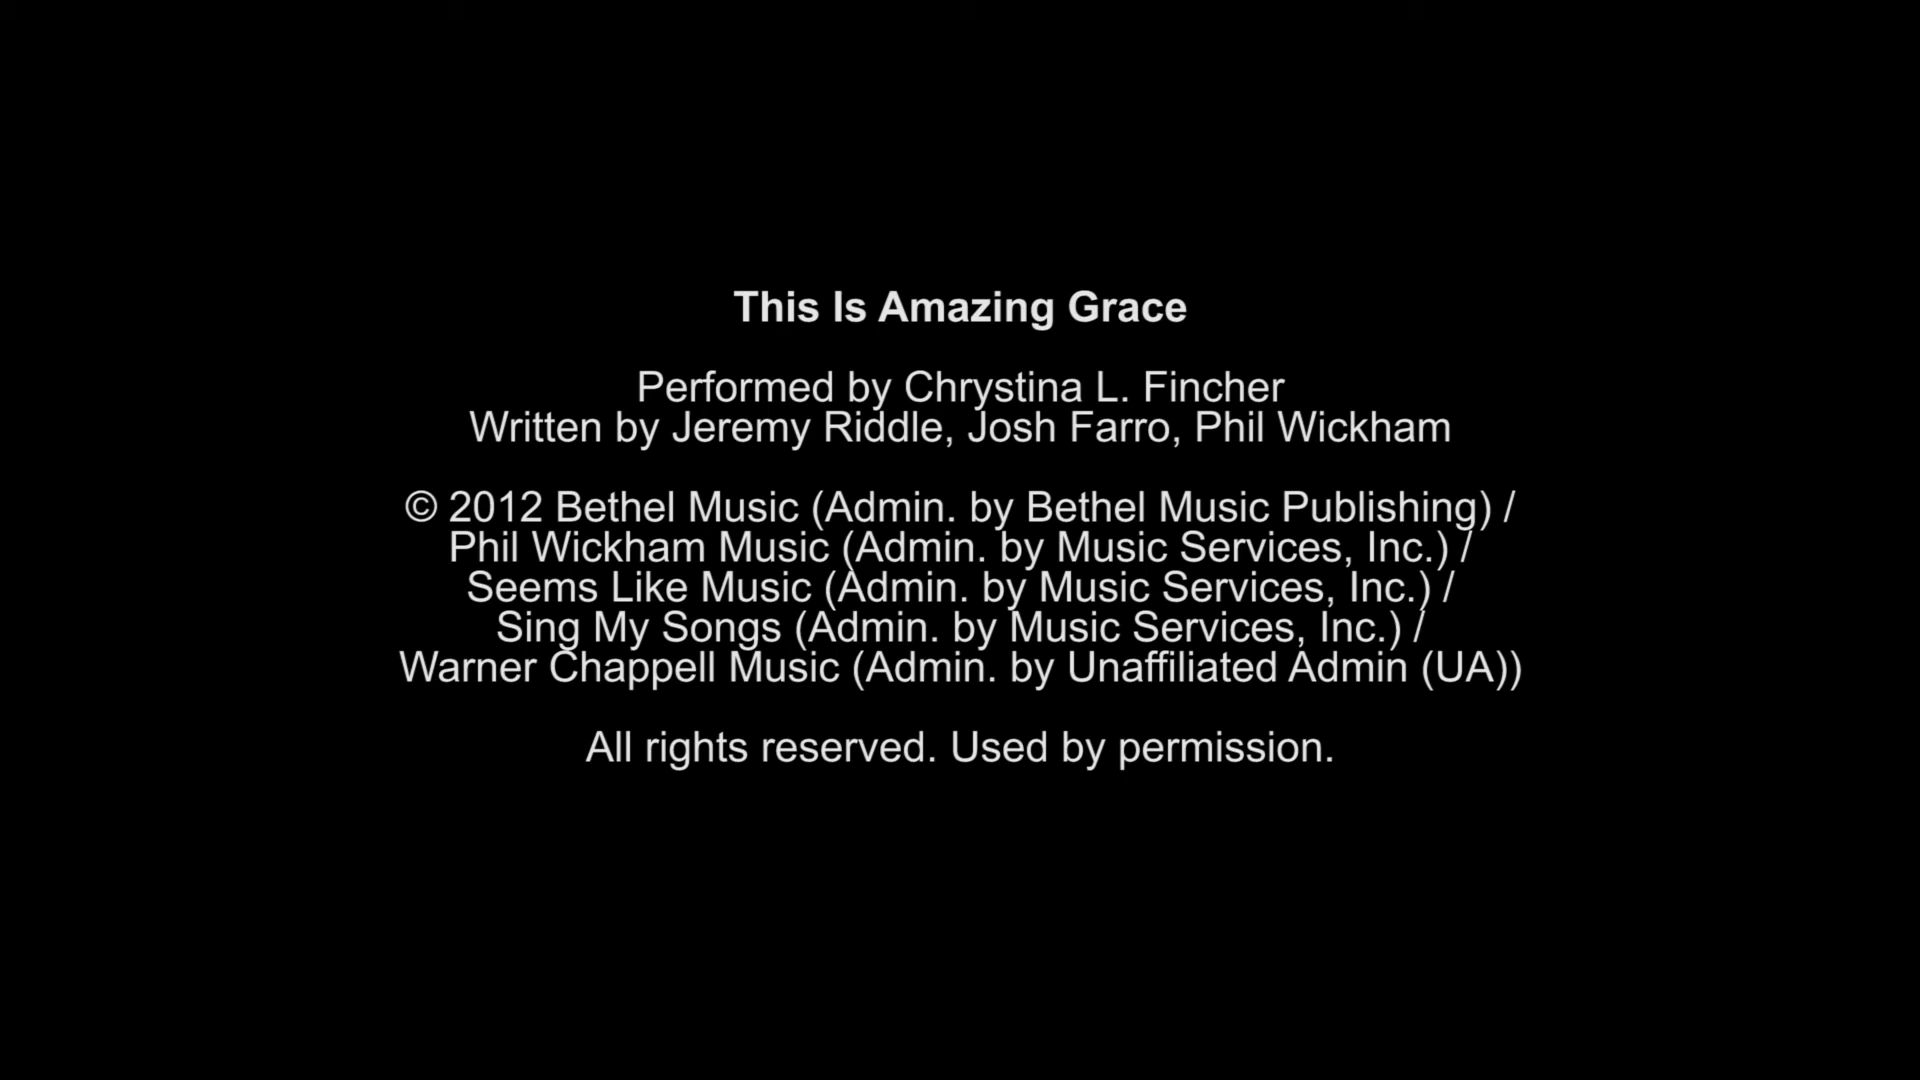 This Is Amazing Grace
Performed by Chrystina L. Fincher
Written by Jeremy Riddle, Josh Farro, Phil Wickham
© 2012 Bethel Music (Admin. by Bethel Music Publishing) /
Phil Wickham Music (Admin. by Music Services, Inc.) /
Seems Like Music (Admin. by Music Services, Inc.) /
Sing My Songs (Admin. by Music Services, Inc.) /
Warner Chappell Music (Admin. by Unaffiliated Admin (UA))
All rights reserved. Used by permission.